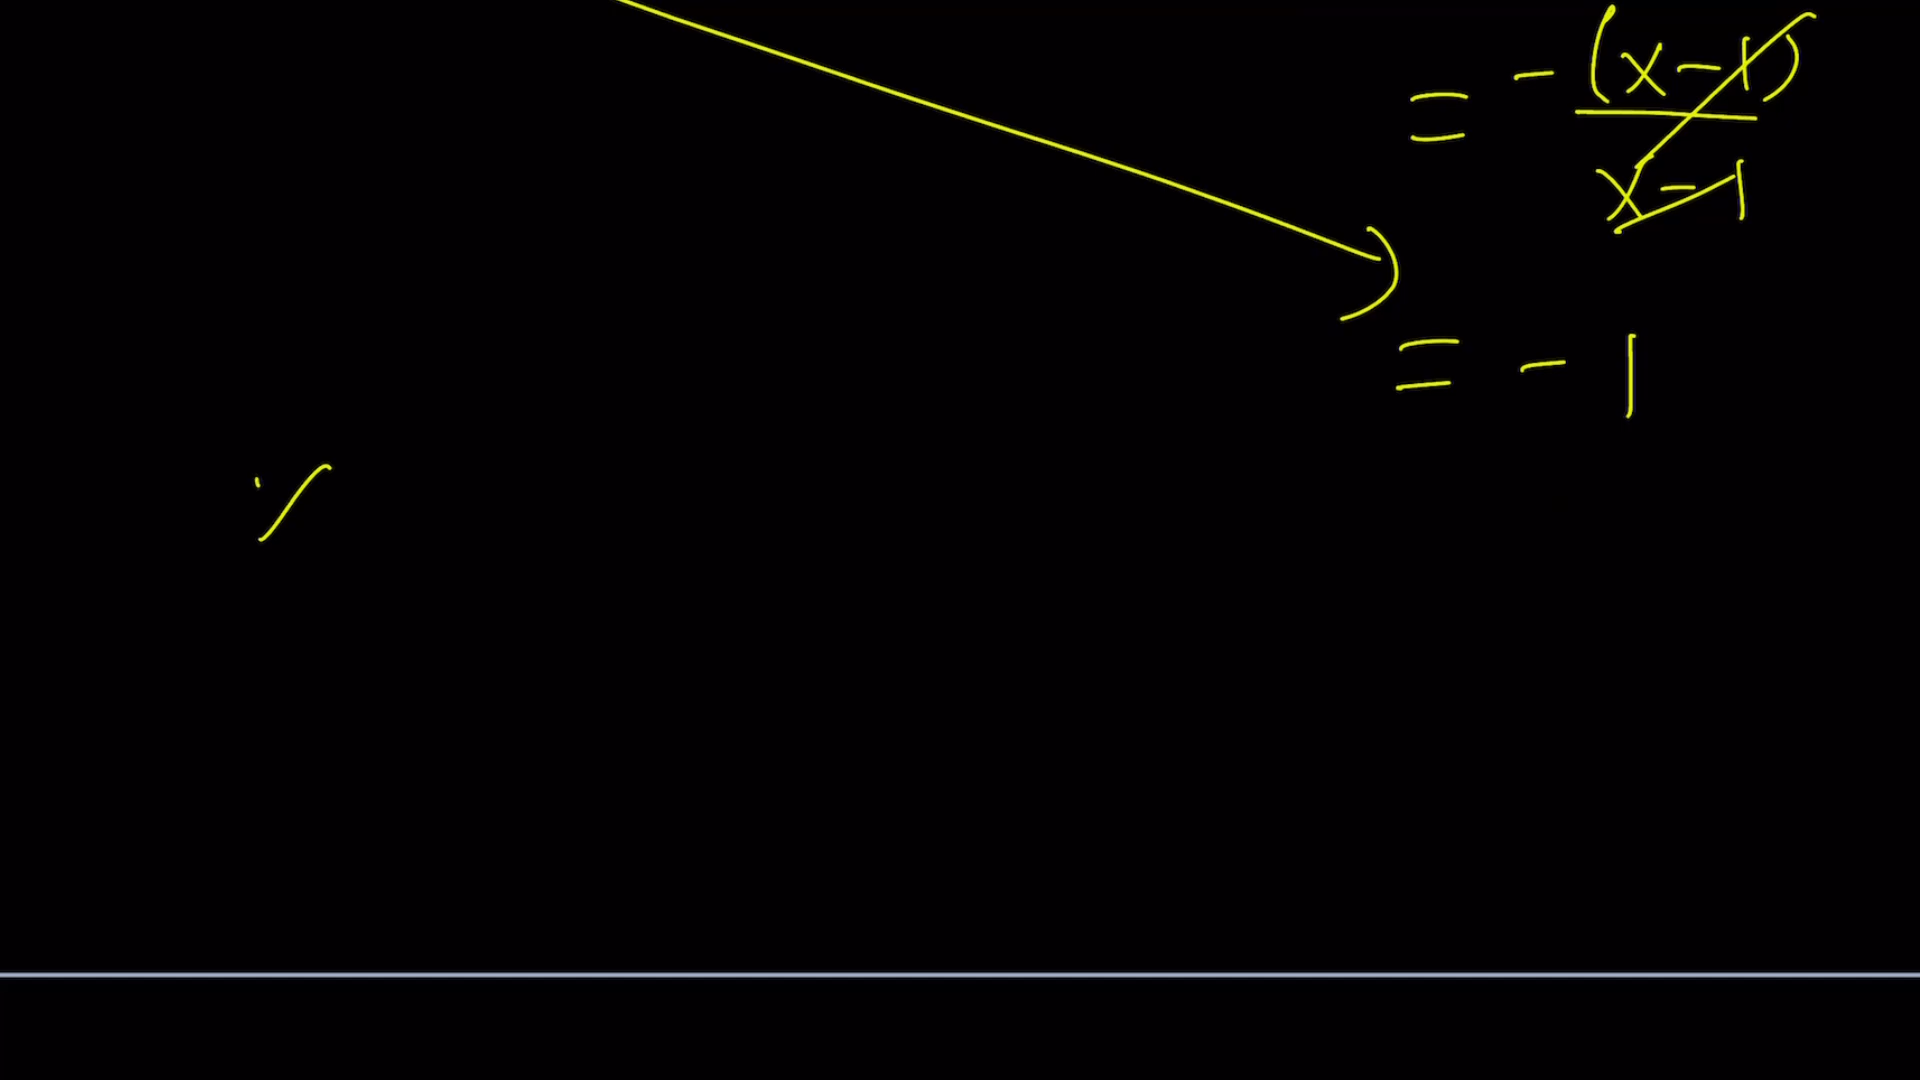 = -(x-1)
x-1
= -1